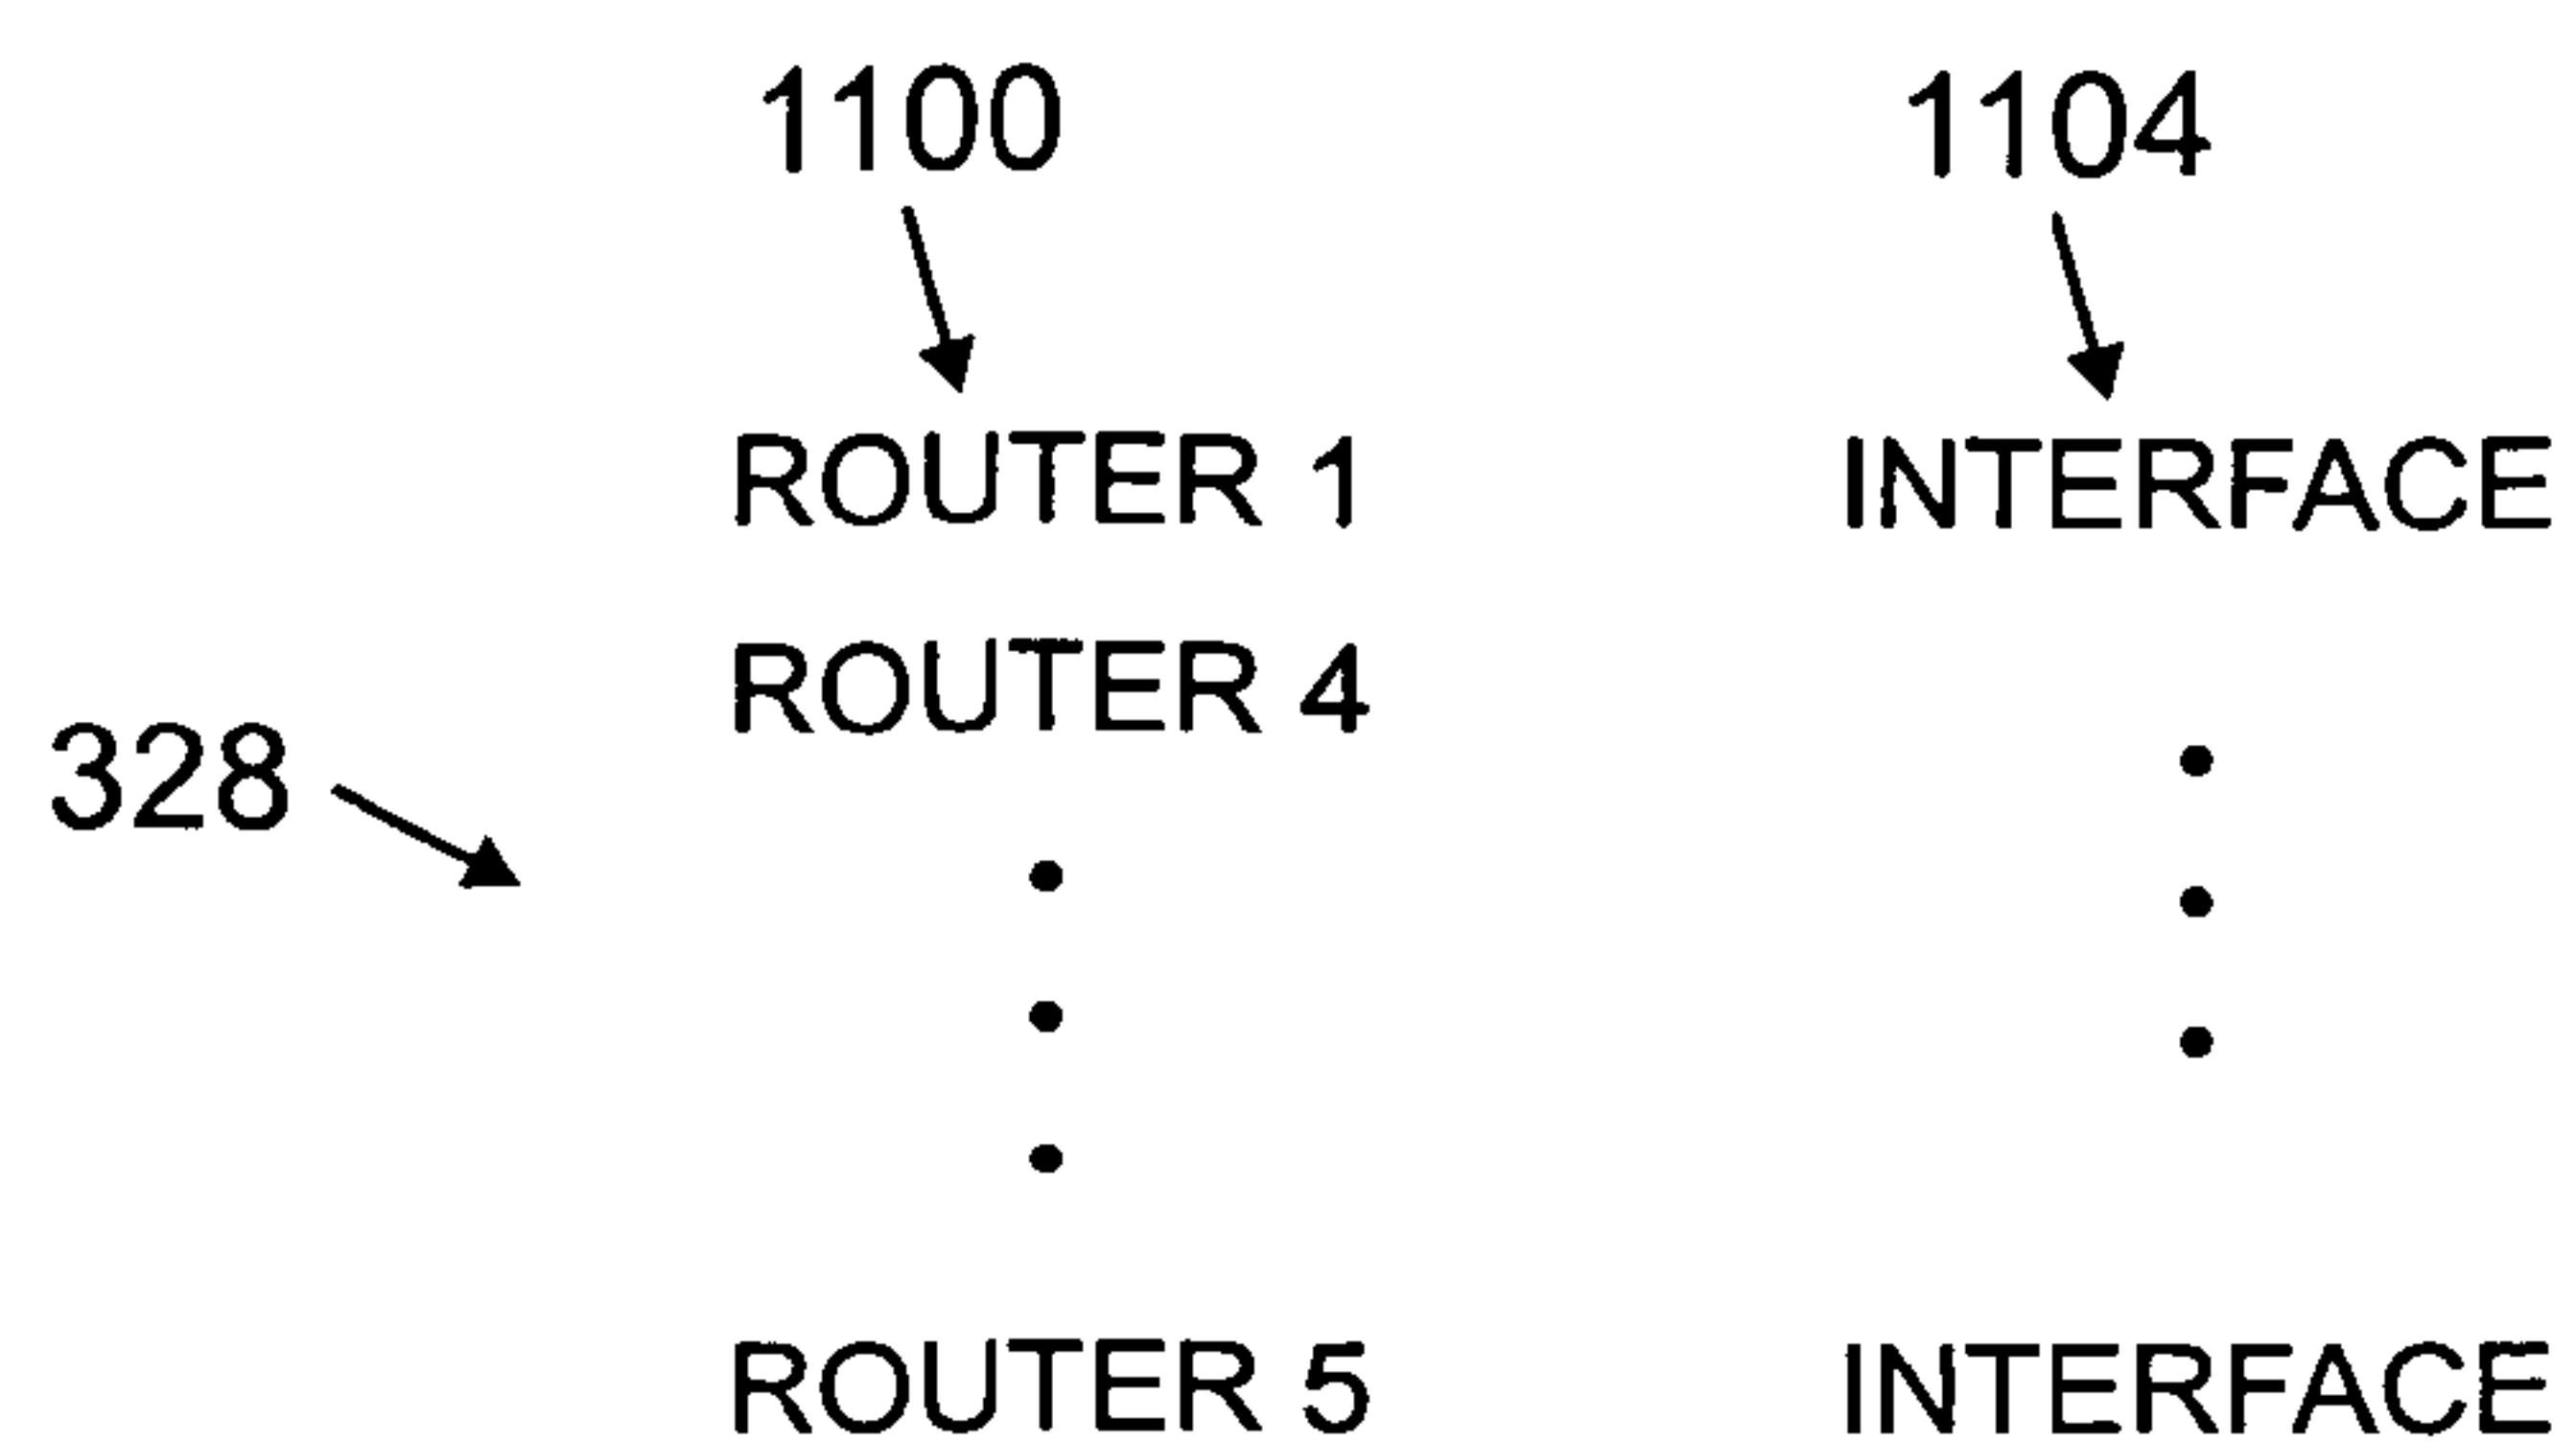 1100 1104
ROUTER 1 INTERFACE
ROUTER 4
328
ROUTER 5 INTERFACE